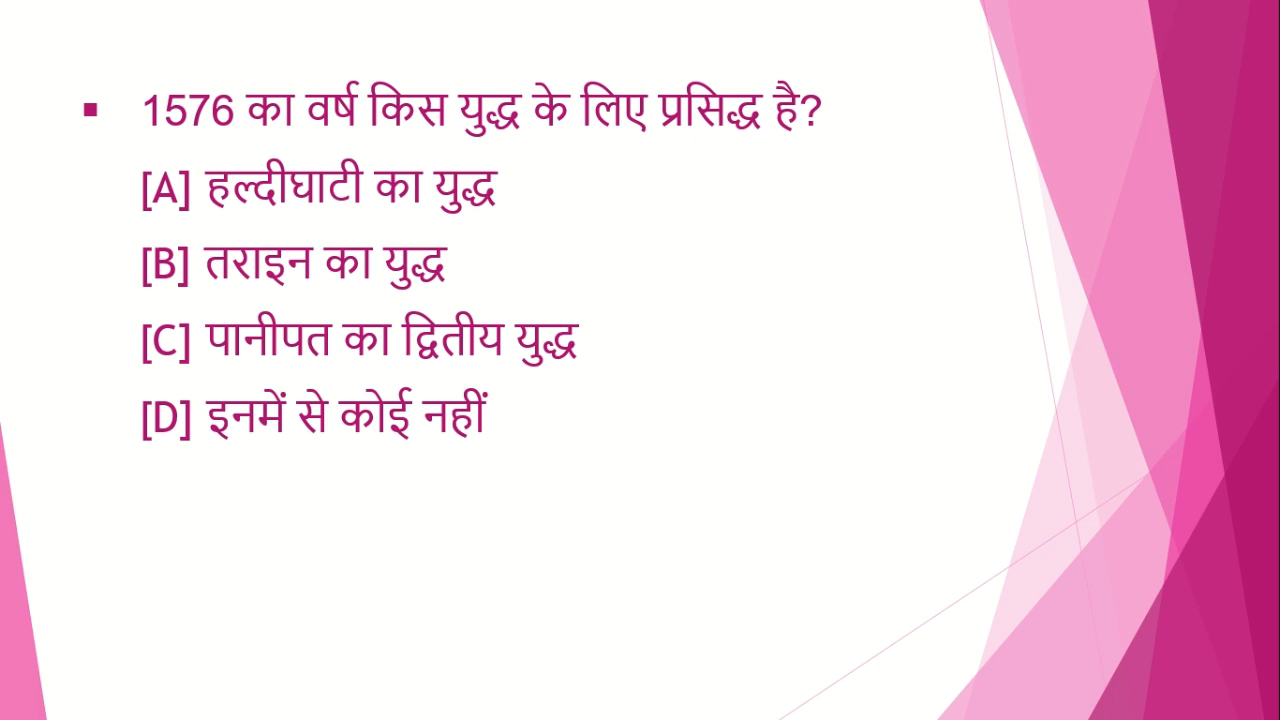 ▪ 1576 का वर्ष किस युद्ध के लिए प्रसिद्ध है?
[A] हल्दीघाटी का युद्ध
[B] तराइन का युद्ध
[C] पानीपत का द्वितीय युद्ध
[D] इनमें से कोई नहीं